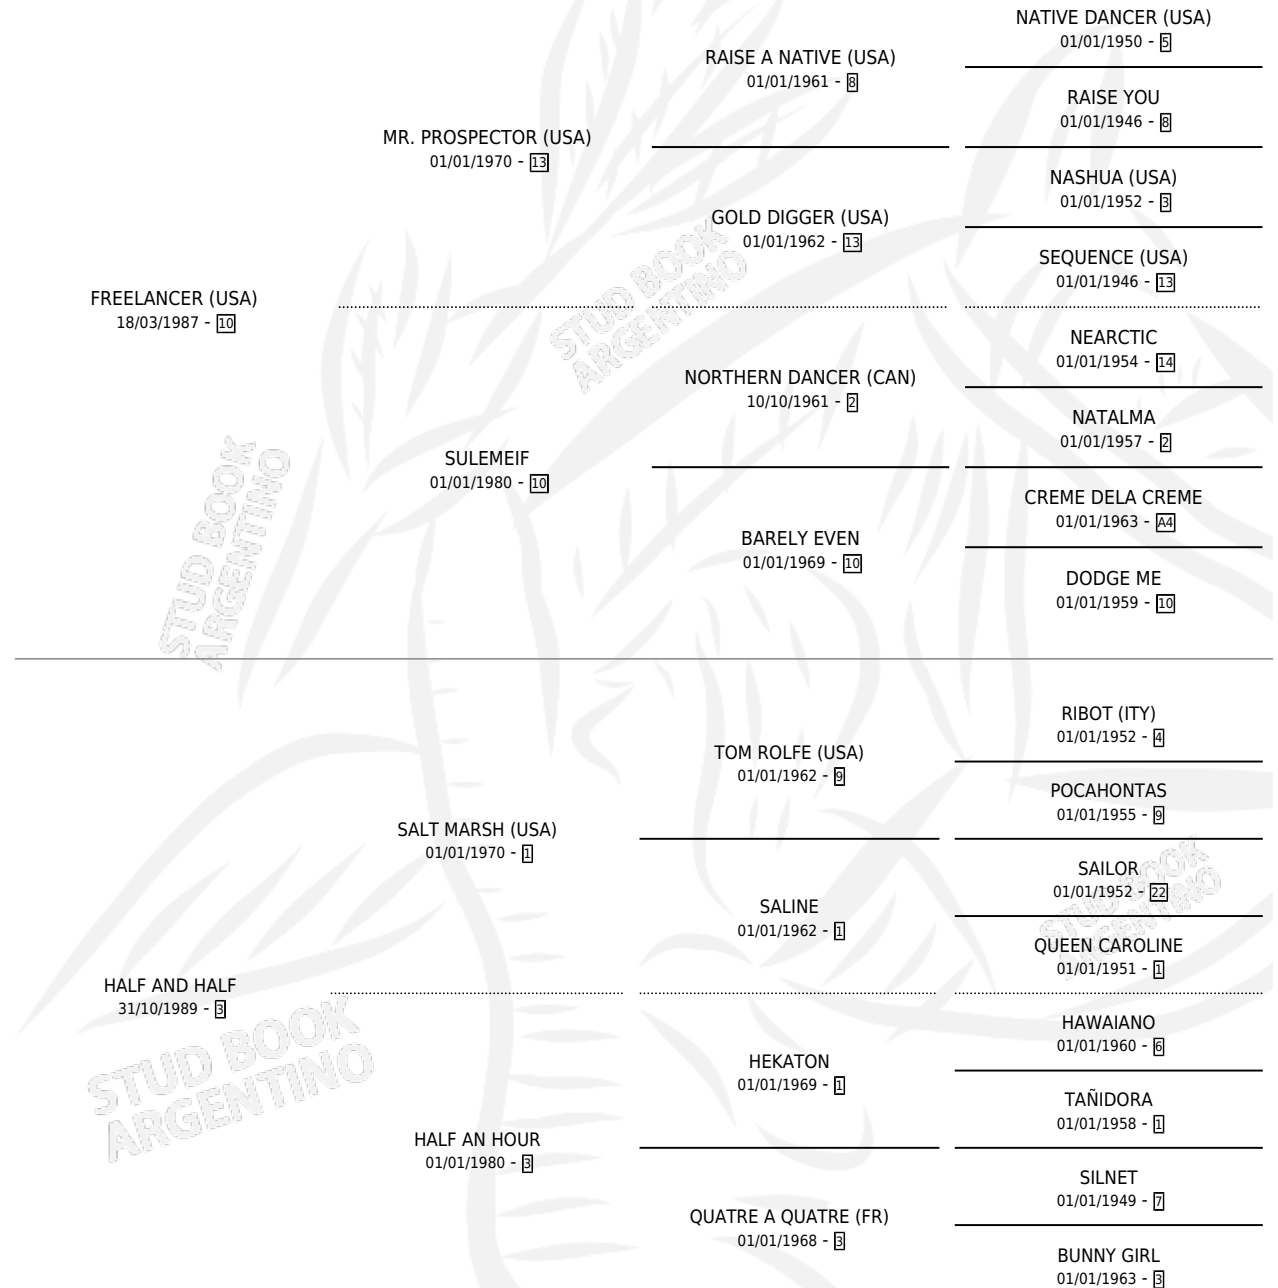 NATIVE DANCER (USA)
01/01/1950 - 5
RAISE A NATIVE (USA)
01/01/1961 - 8
RAISE YOU
01/01/1946 - 8
MR. PROSPECTOR (USA)
01/01/1970 - 13
NASHUA (USA)
01/01/1952 - 3
GOLD DIGGER (USA)
01/01/1962 - 13
SEQUENCE (USA)
01/01/1946 - 13
FREELANCER (USA)
18/03/1987 - 10
NEARCTIC
01/01/1954 - 14
NORTHERN DANCER (CAN)
10/10/1961 - 2
NATALMA
01/01/1957 - 2
SULEMEIF
01/01/1980 - 10
CREME DELA CREME
01/01/1963 - A4
BARELY EVEN
01/01/1969 - 10
DODGE ME
01/01/1959 - 10
STUD BOOK
ARGENTINO
STUD BOOK
ARGENTINO
RIBOT (ITY)
01/01/1952 - 4
TOM ROLFE (USA)
01/01/1962 - 9
POCAHONTAS
01/01/1955 - 9
SALT MARSH (USA)
01/01/1970 - 1
SAILOR
01/01/1952 - 22
SALINE
01/01/1962 - 1
QUEEN CAROLINE
01/01/1951 - 1
HALF AND HALF
31/10/1989 - 3
HAWAIANO
01/01/1960 - 6
HEKATON
01/01/1969 - 1
TAÑIDORA
01/01/1958 - 1
HALF AN HOUR
01/01/1980 - 3
SILNET
01/01/1949 - 7
QUATRE A QUATRE (FR)
01/01/1968 - 3
BUNNY GIRL
01/01/1963 - 3
STUD BOOK
ARGENTINO
STUD BOOK
ARGENTINO